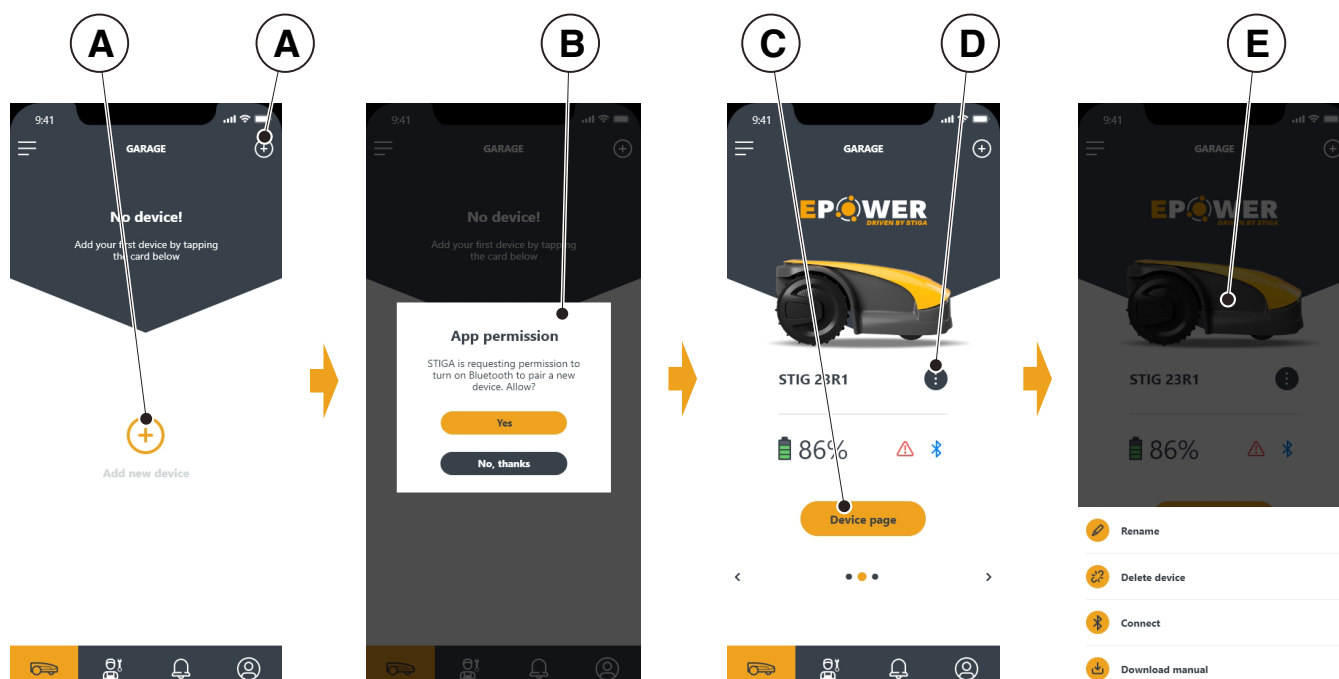 A
A
B
C
D
E
9:41
GARAGE
No device!
Add your first device by tapping
the card below
Add new device
9:41
GARAGE
No device!
Add your first device by tapping
the card below
App permission
STIGA is requesting permission to
turn on Bluetooth to pair a new
device. Allow?
Yes
No, thanks
9:41
GARAGE
EPOWER
DRIVEN BY STIGA
STIG 23R1
86%
Device page
9:41
GARAGE
EPOWER
DRIVEN BY STIGA
STIG 23R1
86%
Rename
Delete device
Connect
Download manual